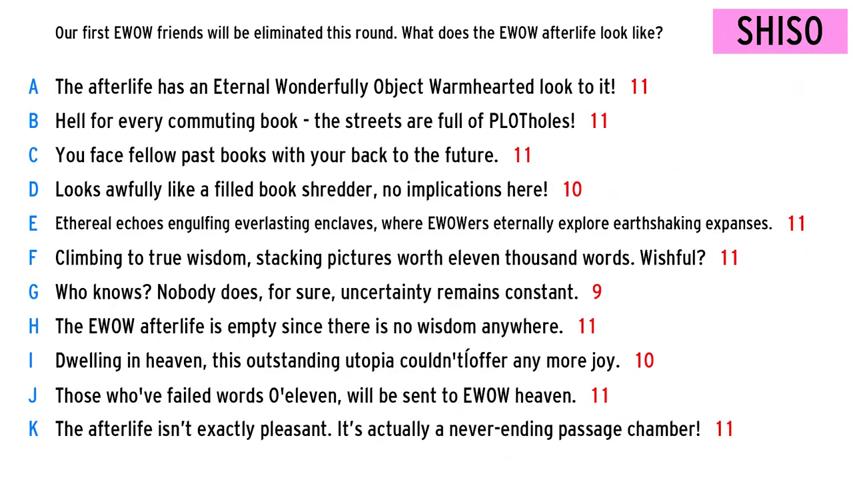 Our first EWOW friends will be eliminated this round. What does the EWOW afterlife look like?
SHISO
A The afterlife has an Eternal Wonderfully Object Warmhearted look to it! 11
B Hell for every commuting book - the streets are full of PLOTholes! 11
C You face fellow past books with your back to the future. 11
D Looks awfully like a filled book shredder, no implications here! 10
E Ethereal echoes engulfing everlasting enclaves, where EWOWers eternally explore earthshaking expanses. 11
F Climbing to true wisdom, stacking pictures worth eleven thousand words. Wishful? 11
G Who knows? Nobody does, for sure, uncertainty remains constant. 9
H The EWOW afterlife is empty since there is no wisdom anywhere. 11
I Dwelling in heaven, this outstanding utopia couldn'tĺoffer any more joy. 10
J Those who've failed words O'eleven, will be sent to EWOW heaven. 11
K The afterlife isn’t exactly pleasant. It’s actually a never-ending passage chamber! 11